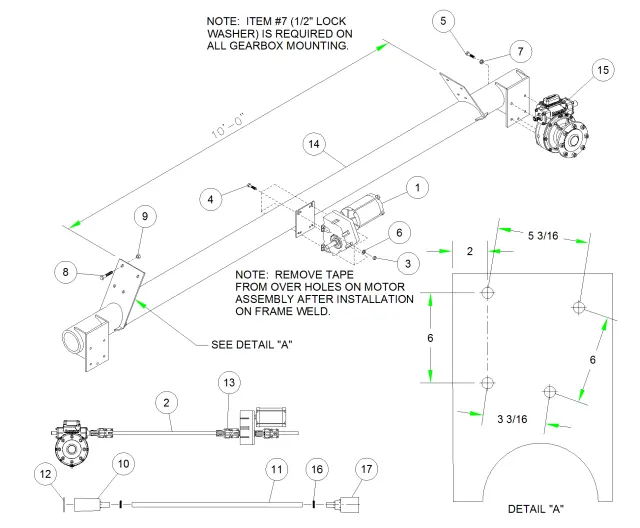 NOTE: ITEM #7 (1/2" LOCK
WASHER) IS REQUIRED ON
ALL GEARBOX MOUNTING.
5
7
15
10'-0"
14
4
1
9
6
3
8
NOTE: REMOVE TAPE
FROM OVER HOLES ON MOTOR
ASSEMBLY AFTER INSTALLATION
ON FRAME WELD.
SEE DETAIL "A"
5 3/16
2
6
6
3 3/16
DETAIL "A"
2
13
12
10
11
16
17